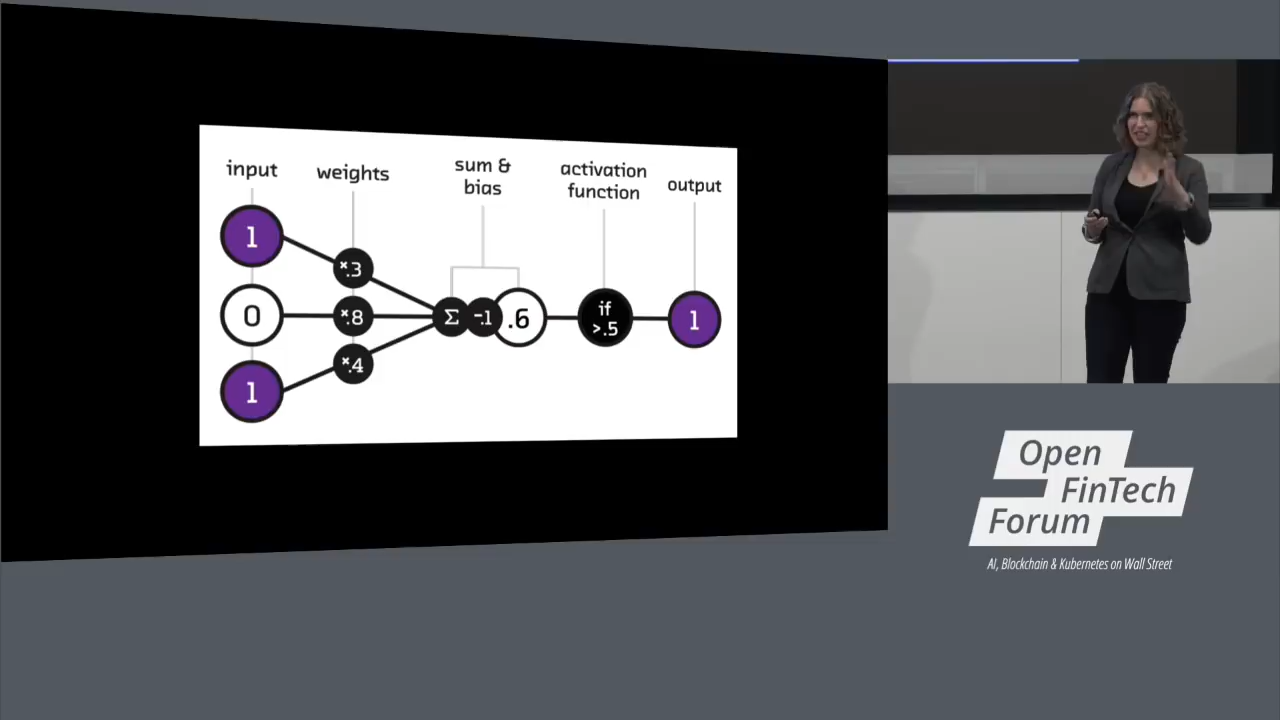 input
weights
sum &
bias
activation
function
output
1
0
1
×.3
×.8
×.4
Σ
-.1
.6
if
>.5
1
Open
FinTech
Forum
AI, Blockchain & Kubernetes on Wall Street